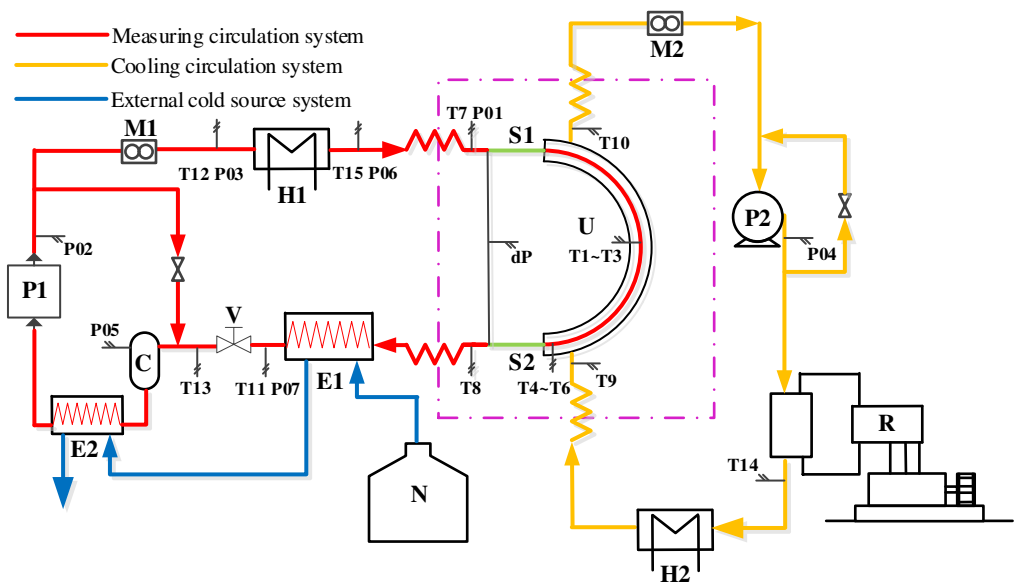 Measuring circulation system
Cooling circulation system
External cold source system
M1
M2
T7 P01
S1
T10
T12 P03
T15 P06
H1
P02
U
P2
dP
T1~T3
P04
P1
V
P05
C
T13
T11 P07
E1
T8
S2
T4~T6
T9
E2
R
N
T14
H2